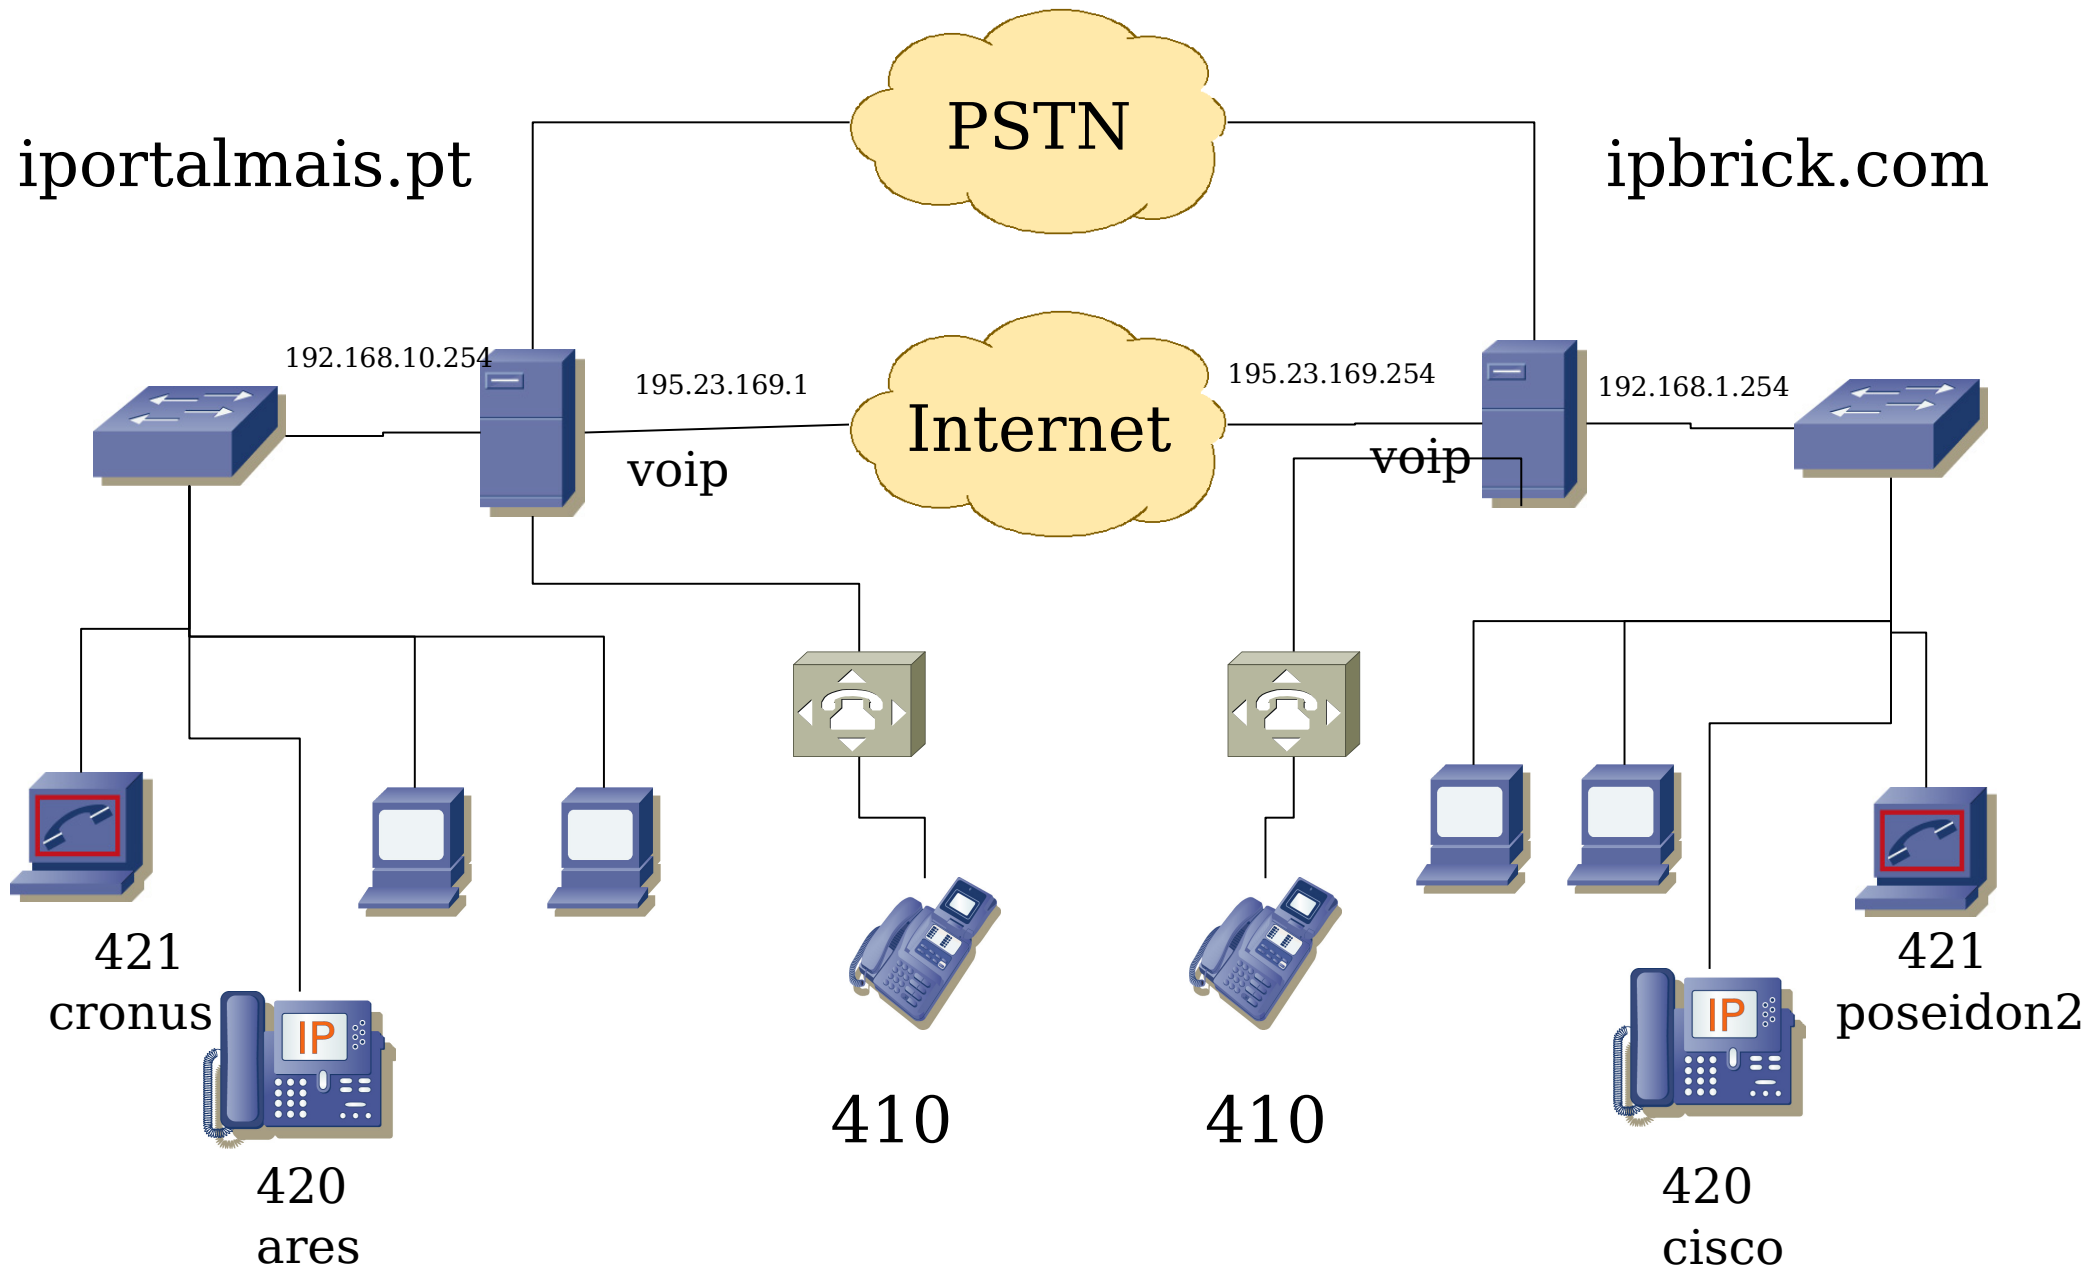 PSTN
iportalmais.pt
ipbrick.com
192.168.10.254
195.23.169.1
195.23.169.254
192.168.1.254
Internet
voip
voip
421
cronus
421
poseidon2
IP
IP
410
410
420
ares
420
cisco